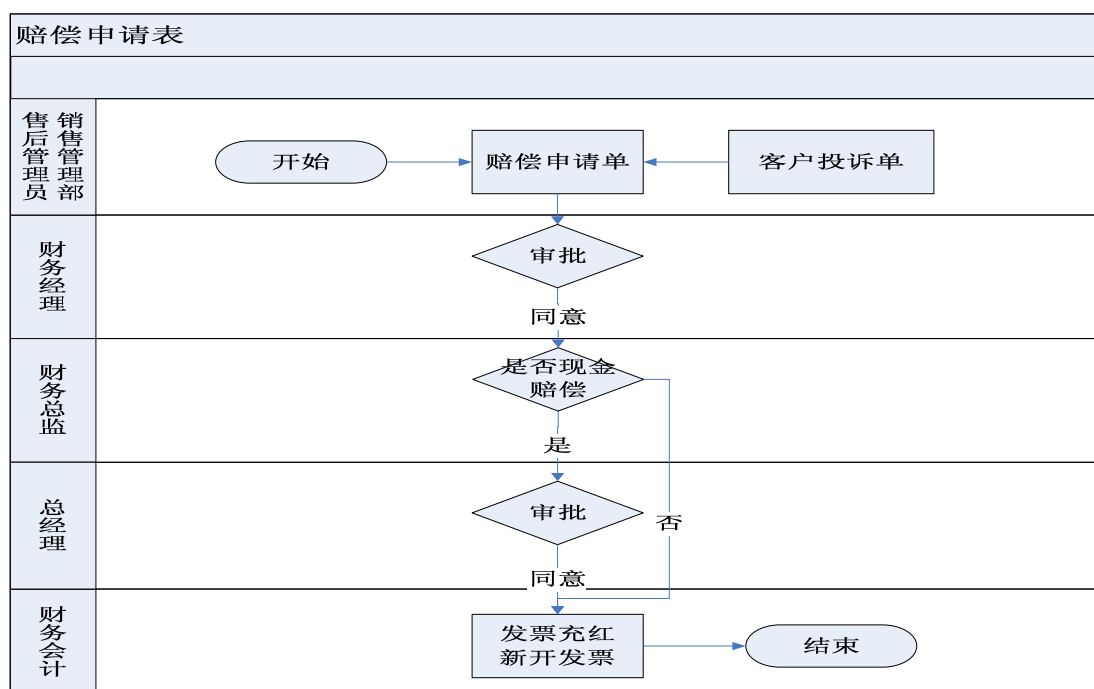 赔偿申请表
销售管理部
售后管理员
开始
赔偿申请单
客户投诉单
财务经理
审批
同意
财务总监
是否现金
赔偿
是
总经理
审批
否
同意
财务会计
发票充红
新开发票
结束